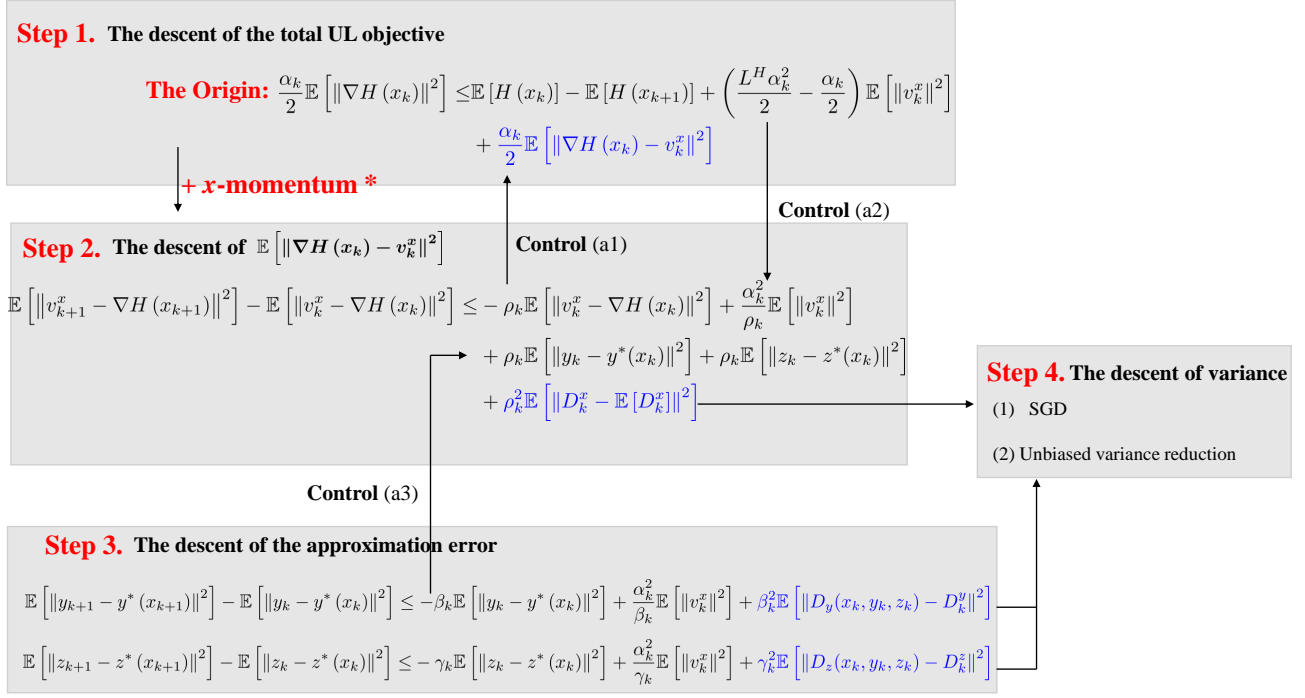 Step 1. The descent of the total UL objective
The Origin: $\frac{\alpha_k}{2}\mathbb{E}\left[\|\nabla H(x_k)\|^2\right] \leq \mathbb{E}[H(x_k)] - \mathbb{E}[H(x_{k+1})] + \left(\frac{L^H\alpha_k^2}{2} - \frac{\alpha_k}{2}\right)\mathbb{E}\left[\|v_k^x\|^2\right]$
$+ \frac{\alpha_k}{2}\mathbb{E}\left[\|\nabla H(x_k) - v_k^x\|^2\right]$
+ x-momentum *
Control (a2)
Step 2. The descent of $\mathbb{E}\left[\|\nabla H(x_k) - v_k^x\|^2\right]$
Control (a1)
$\mathbb{E}\left[\|v_{k+1}^x - \nabla H(x_{k+1})\|^2\right] - \mathbb{E}\left[\|v_k^x - \nabla H(x_k)\|^2\right] \leq -\rho_k\mathbb{E}\left[\|v_k^x - \nabla H(x_k)\|^2\right] + \frac{\alpha_k^2}{\rho_k}\mathbb{E}\left[\|v_k^x\|^2\right]$
$+ \rho_k\mathbb{E}\left[\|y_k - y^*(x_k)\|^2\right] + \rho_k\mathbb{E}\left[\|z_k - z^*(x_k)\|^2\right]$
$+ \rho_k^2\mathbb{E}\left[\|D_k^x - \mathbb{E}[D_k^x]\|^2\right]$
Step 4. The descent of variance
(1) SGD
(2) Unbiased variance reduction
Control (a3)
Step 3. The descent of the approximation error
$\mathbb{E}\left[\|y_{k+1} - y^*(x_{k+1})\|^2\right] - \mathbb{E}\left[\|y_k - y^*(x_k)\|^2\right] \leq -\beta_k\mathbb{E}\left[\|y_k - y^*(x_k)\|^2\right] + \frac{\alpha_k^2}{\beta_k}\mathbb{E}\left[\|v_k^x\|^2\right] + \beta_k^2\mathbb{E}\left[\|D_y(x_k, y_k, z_k) - D_k^y\|^2\right]$
$\mathbb{E}\left[\|z_{k+1} - z^*(x_{k+1})\|^2\right] - \mathbb{E}\left[\|z_k - z^*(x_k)\|^2\right] \leq -\gamma_k\mathbb{E}\left[\|z_k - z^*(x_k)\|^2\right] + \frac{\alpha_k^2}{\gamma_k}\mathbb{E}\left[\|v_k^x\|^2\right] + \gamma_k^2\mathbb{E}\left[\|D_z(x_k, y_k, z_k) - D_k^z\|^2\right]$